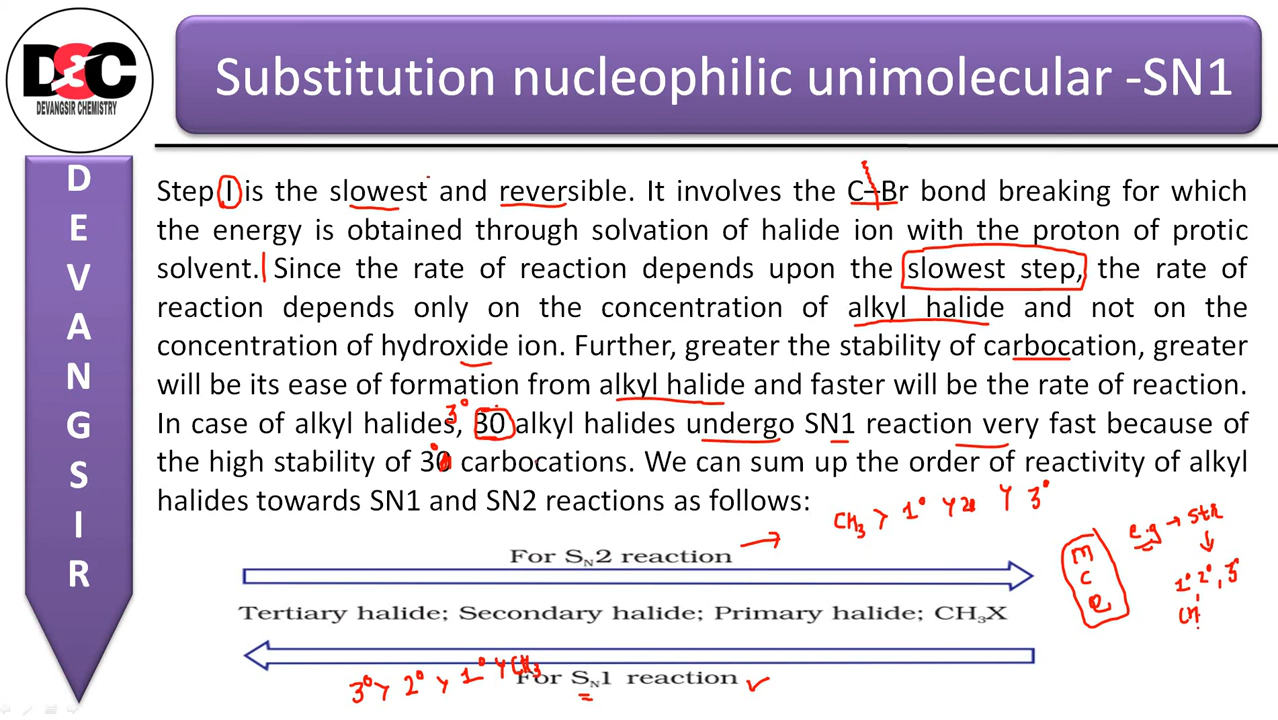 DSC
DEVANGSIR CHEMISTRY
Substitution nucleophilic unimolecular -SN1
D
E
V
A
N
G
S
I
R
Step I is the slowest and reversible. It involves the C–Br bond breaking for which
the energy is obtained through solvation of halide ion with the proton of protic
solvent. Since the rate of reaction depends upon the slowest step, the rate of
reaction depends only on the concentration of alkyl halide and not on the
concentration of hydroxide ion. Further, greater the stability of carbocation, greater
will be its ease of formation from alkyl halide and faster will be the rate of reaction.
3°
In case of alkyl halides, 30 alkyl halides undergo SN1 reaction very fast because of
the high stability of 30 carbocations. We can sum up the order of reactivity of alkyl
halides towards SN1 and SN2 reactions as follows:
CH3 > 1° > 2° > 3°
For SN2 reaction →
Tertiary halide; Secondary halide; Primary halide; CH₃X
3° > 2° > 1° > CH3
For SN1 reaction ✓
M
C
Q
e.g → str
↓
1°, 2°, 3°
CH3